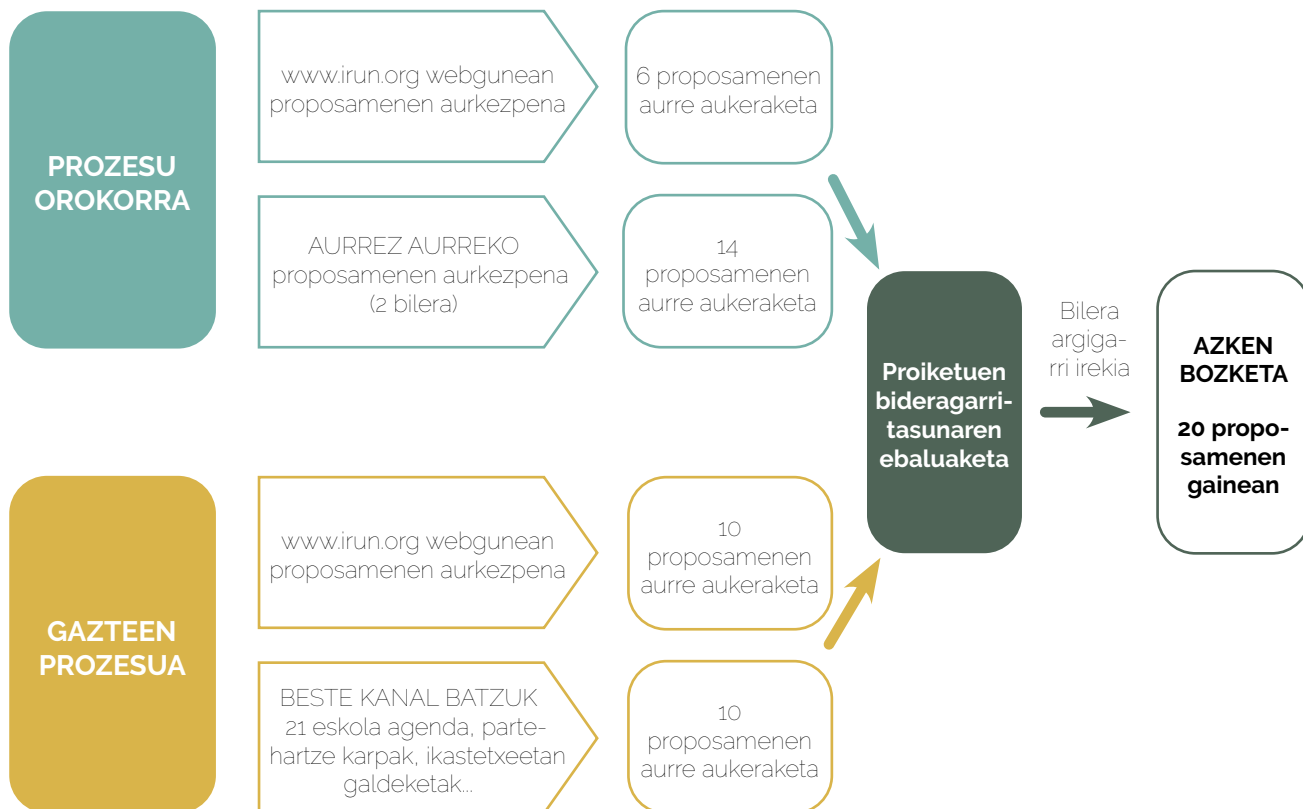 PROZESU
OROKORRA
www.irun.org webgunean
proposamenen aurkezpena
6 proposamenen
aurre aukeraketa
AURREZ AURREKO
proposamenen aurkezpena
(2 bilera)
14
proposamenen
aurre aukeraketa
GAZTEEN
PROZESUA
www.irun.org webgunean
proposamenen aurkezpena
10
proposamenen
aurre aukeraketa
BESTE KANAL BATZUK
21 eskola agenda, parte-
hartze karpak, ikastetxeetan
galdeketak...
10
proposamenen
aurre aukeraketa
Proiketuen
bideragarri-
tasunaren
ebaluaketa
Bilera
argiga-
rri irekia
AZKEN
BOZKETA
20 propo-
samenen
gainean